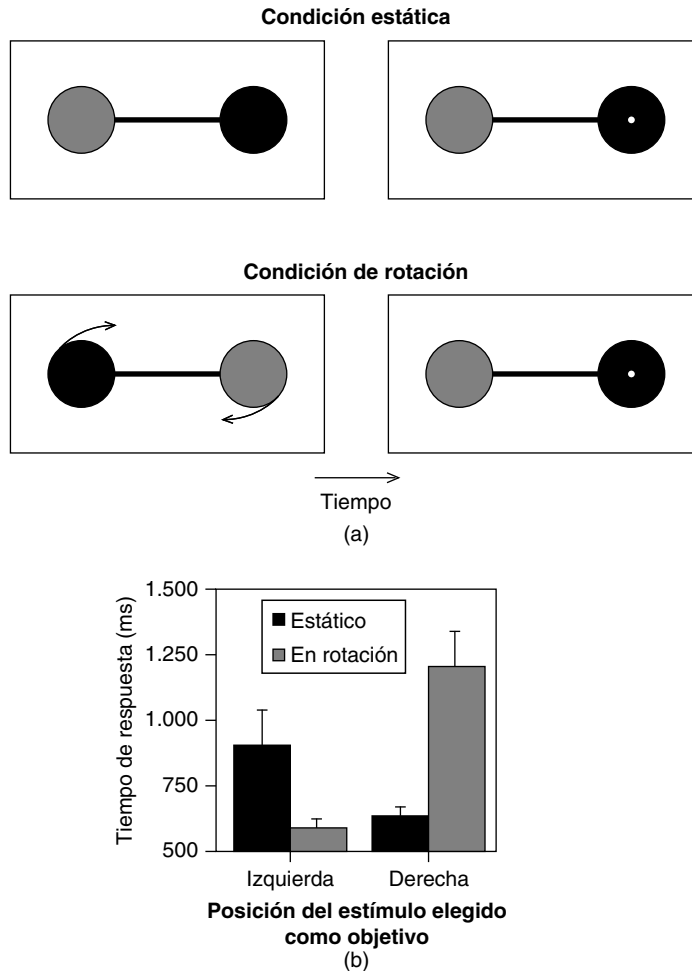 Condición estática
Condición de rotación
Tiempo
(a)
Tiempo de respuesta (ms)
1.500
1.250
1.000
750
500
Estático
En rotación
Izquierda
Derecha
Posición del estímulo elegido
como objetivo
(b)